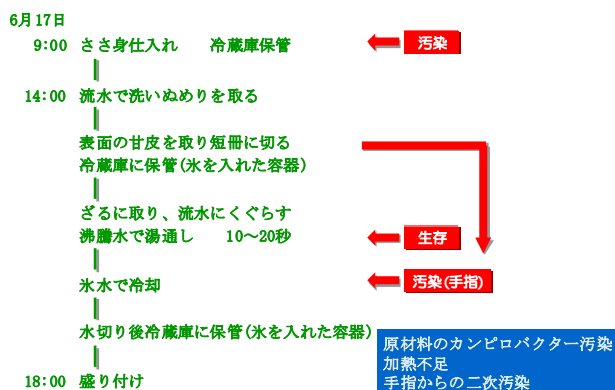 6月17日
9:00 ささ身仕入れ 冷蔵庫保管 汚染
14:00 流水で洗いぬめりを取る
表面の甘皮を取り短冊に切る
冷蔵庫に保管(氷を入れた容器)
ざるに取り、流水にくぐらす
沸騰水で湯通し 10〜20秒 生存
氷水で冷却 汚染(手指)
水切り後冷蔵庫に保管(氷を入れた容器)
18:00 盛り付け
原材料のカンピロバクター汚染
加熱不足
手指からの二次汚染